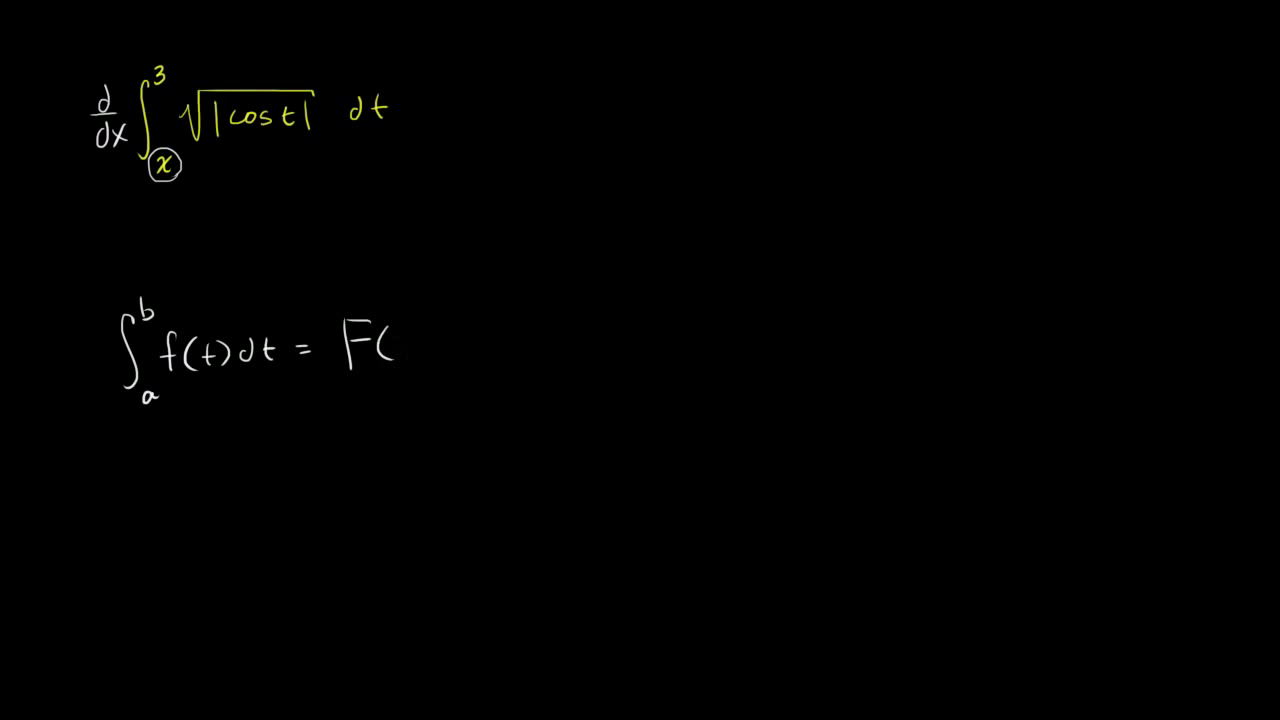 d/dx ∫_x^3 √|cos t| dt
∫_a^b f(t)dt = F(